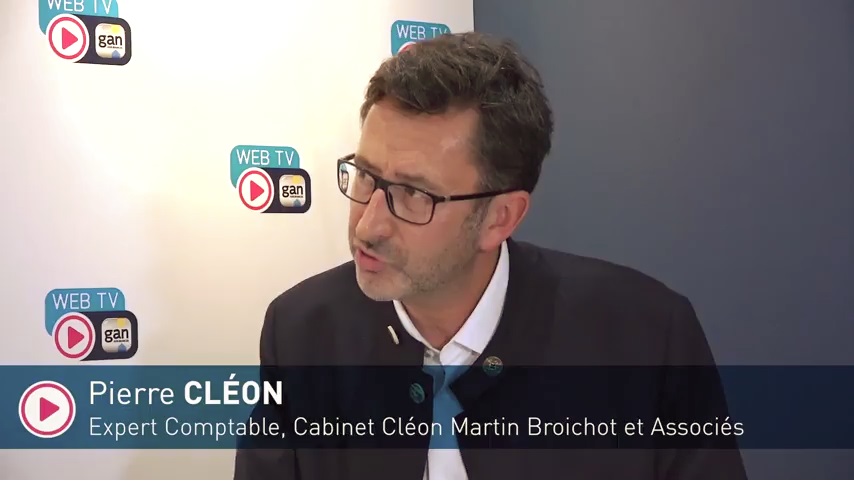 WEB TV
gan
WEB TV
WEB TV
gan
WEB TV
gan
Pierre CLÉON
Expert Comptable, Cabinet Cléon Martin Broichot et Associés